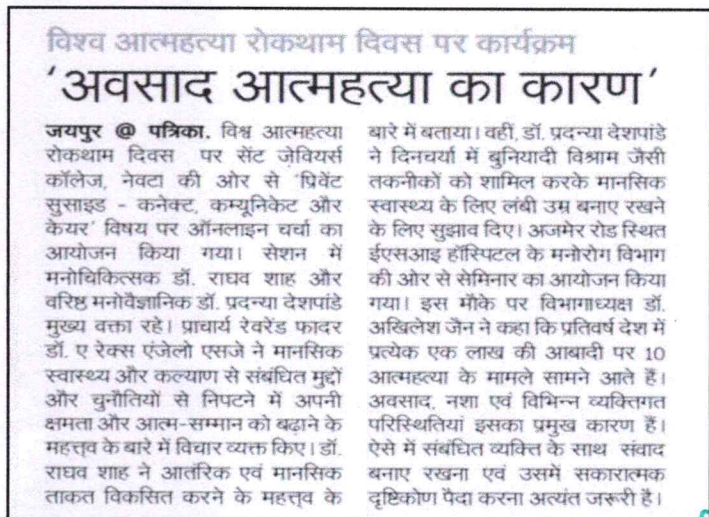 विश्व आत्महत्या रोकथाम दिवस पर कार्यक्रम
'अवसाद आत्महत्या का कारण'
जयपुर @ पत्रिका. विश्व आत्महत्या
रोकथाम दिवस पर सेंट ज़ेवियर्स
कॉलेज, नेवटा की ओर से 'प्रिवेंट
सुसाइड - कनेक्ट, कम्यूनिकेट और
केयर' विषय पर ऑनलाइन चर्चा का
आयोजन किया गया। सेशन में
मनोचिकित्सक डॉ. राघव शाह और
वरिष्ठ मनोवैज्ञानिक डॉ. प्रदन्या देशपांडे
मुख्य वक्ता रहे। प्राचार्य रेवरेंड फादर
डॉ. ए रेक्स एंजेलो एसजे ने मानसिक
स्वास्थ्य और कल्याण से संबंधित मुद्दों
और चुनौतियों से निपटने में अपनी
क्षमता और आत्म-सम्मान को बढ़ाने के
महत्त्व के बारे में विचार व्यक्त किए। डॉ.
राघव शाह ने आतंरिक एवं मानसिक
ताकत विकसित करने के महत्त्व के
बारे में बताया। वहीं, डॉ. प्रदन्या देशपांडे
ने दिनचर्या में बुनियादी विश्राम जैसी
तकनीकों को शामिल करके मानसिक
स्वास्थ्य के लिए लंबी उम्र बनाए रखने
के लिए सुझाव दिए। अजमेर रोड स्थित
ईएसआइ हॉस्पिटल के मनोरोग विभाग
की ओर से सेमिनार का आयोजन किया
गया। इस मौके पर विभागाध्यक्ष डॉ.
अखिलेश जैन ने कहा कि प्रतिवर्ष देश में
प्रत्येक एक लाख की आबादी पर 10
आत्महत्या के मामले सामने आते हैं।
अवसाद, नशा एवं विभिन्न व्यक्तिगत
परिस्थितियां इसका प्रमुख कारण हैं।
ऐसे में संबंधित व्यक्ति के साथ संवाद
बनाए रखना एवं उसमें सकारात्मक
दृष्टिकोण पैदा करना अत्यंत जरूरी है।